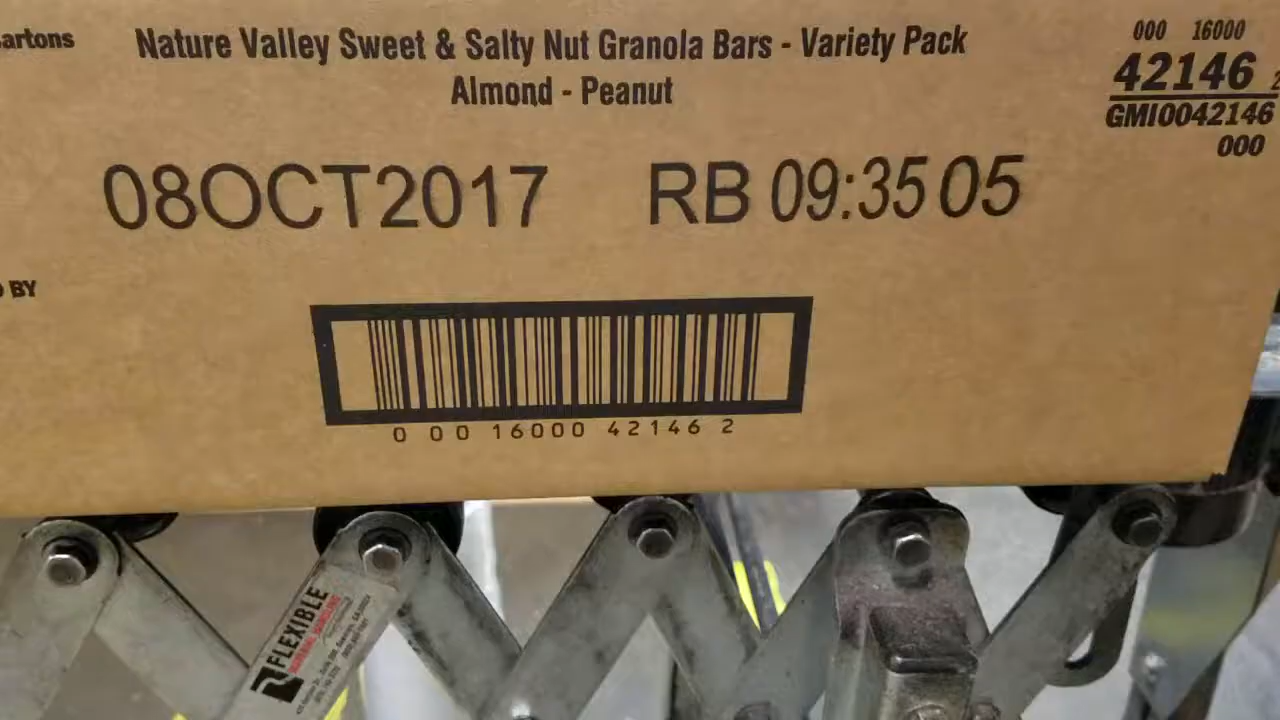 artons
Nature Valley Sweet & Salty Nut Granola Bars - Variety Pack
Almond - Peanut
000 16000
42146 2
GMI0042146
000
08OCT2017 RB 09:35 05
BY
0 00 16000 42146 2
FLEXIBLE